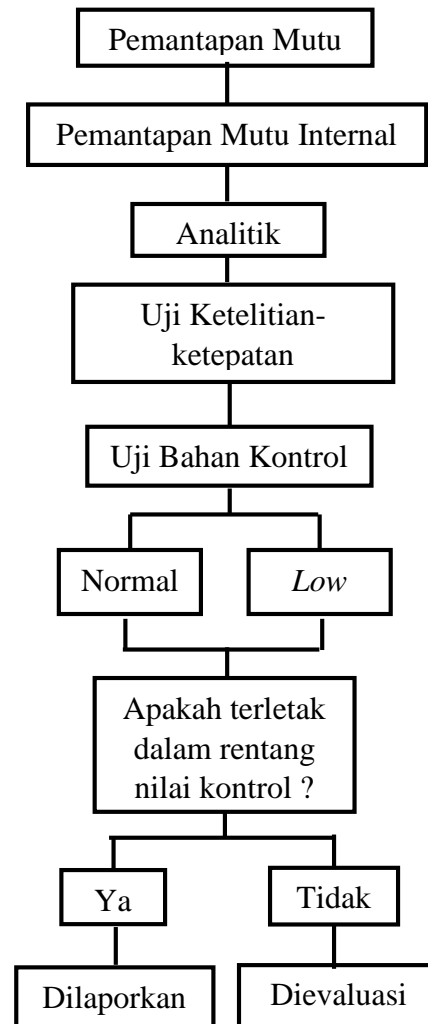 Pemantapan Mutu
Pemantapan Mutu Internal
Analitik
Uji Ketelitian-
ketepatan
Uji Bahan Kontrol
Normal
Low
Apakah terletak
dalam rentang
nilai kontrol ?
Ya
Tidak
Dilaporkan
Dievaluasi